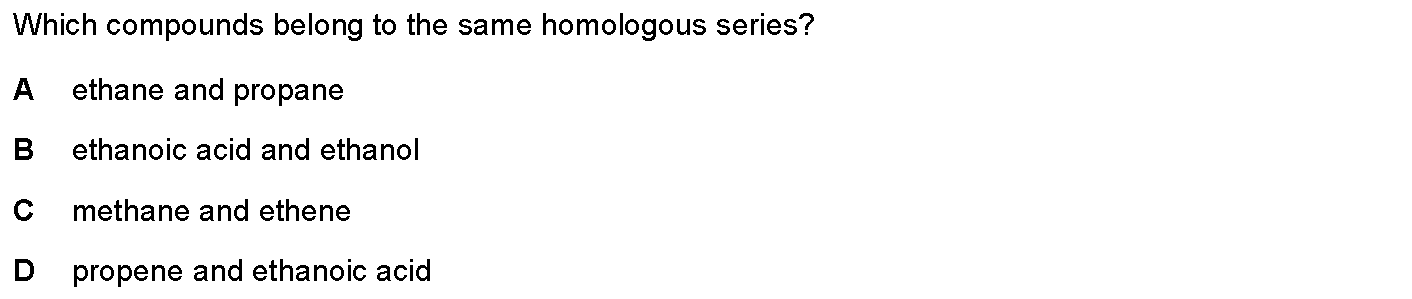 Which compounds belong to the same homologous series?
A ethane and propane
B ethanoic acid and ethanol
C methane and ethene
D propene and ethanoic acid